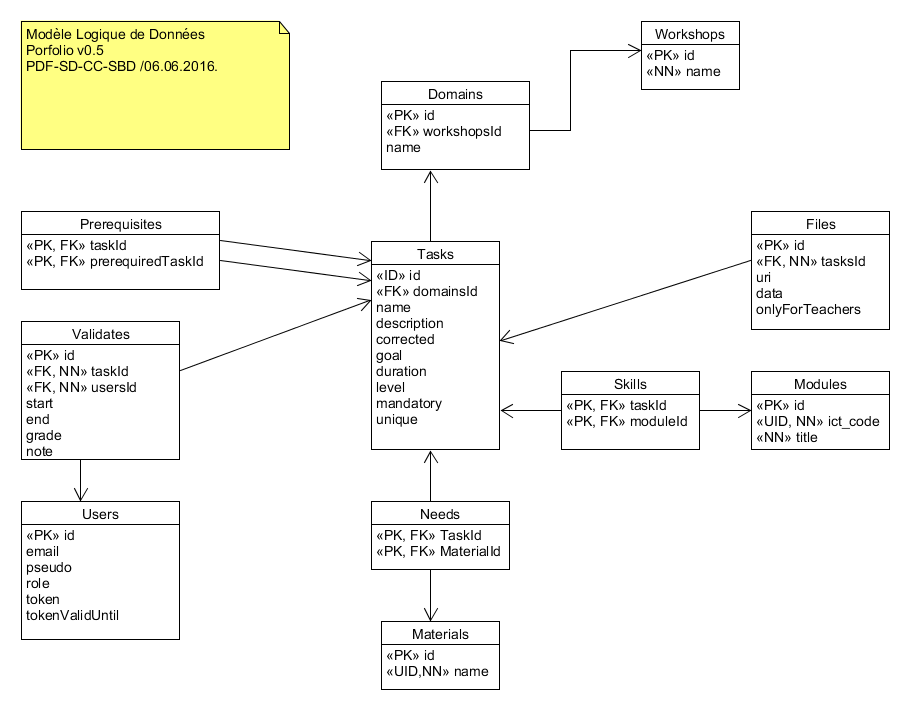 Modèle Logique de Données
Porfolio v0.5
PDF-SD-CC-SBD /06.06.2016.
Workshops
«PK» id
«NN» name
Domains
«PK» id
«FK» workshopsId
name
Prerequisites
«PK, FK» taskId
«PK, FK» prerequiredTaskId
Tasks
«ID» id
«FK» domainsId
name
description
corrected
goal
duration
level
mandatory
unique
Files
«PK» id
«FK, NN» tasksId
uri
data
onlyForTeachers
Validates
«PK» id
«FK, NN» taskId
«FK, NN» usersId
start
end
grade
note
Skills
«PK, FK» taskId
«PK, FK» moduleId
Modules
«PK» id
«UID, NN» ict_code
«NN» title
Users
«PK» id
email
pseudo
role
token
tokenValidUntil
Needs
«PK, FK» TaskId
«PK, FK» MaterialId
Materials
«PK» id
«UID,NN» name